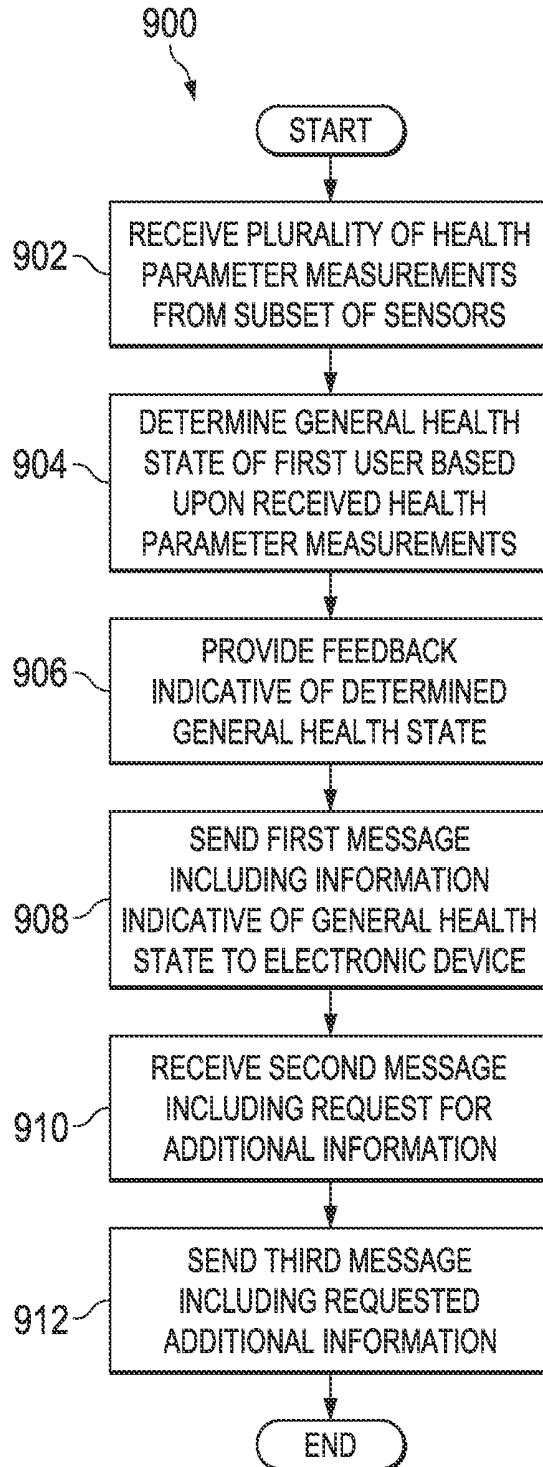 900
START
902
RECEIVE PLURALITY OF HEALTH
PARAMETER MEASUREMENTS
FROM SUBSET OF SENSORS
904
DETERMINE GENERAL HEALTH
STATE OF FIRST USER BASED
UPON RECEIVED HEALTH
PARAMETER MEASUREMENTS
906
PROVIDE FEEDBACK
INDICATIVE OF DETERMINED
GENERAL HEALTH STATE
908
SEND FIRST MESSAGE
INCLUDING INFORMATION
INDICATIVE OF GENERAL HEALTH
STATE TO ELECTRONIC DEVICE
910
RECEIVE SECOND MESSAGE
INCLUDING REQUEST FOR
ADDITIONAL INFORMATION
912
SEND THIRD MESSAGE
INCLUDING REQUESTED
ADDITIONAL INFORMATION
END